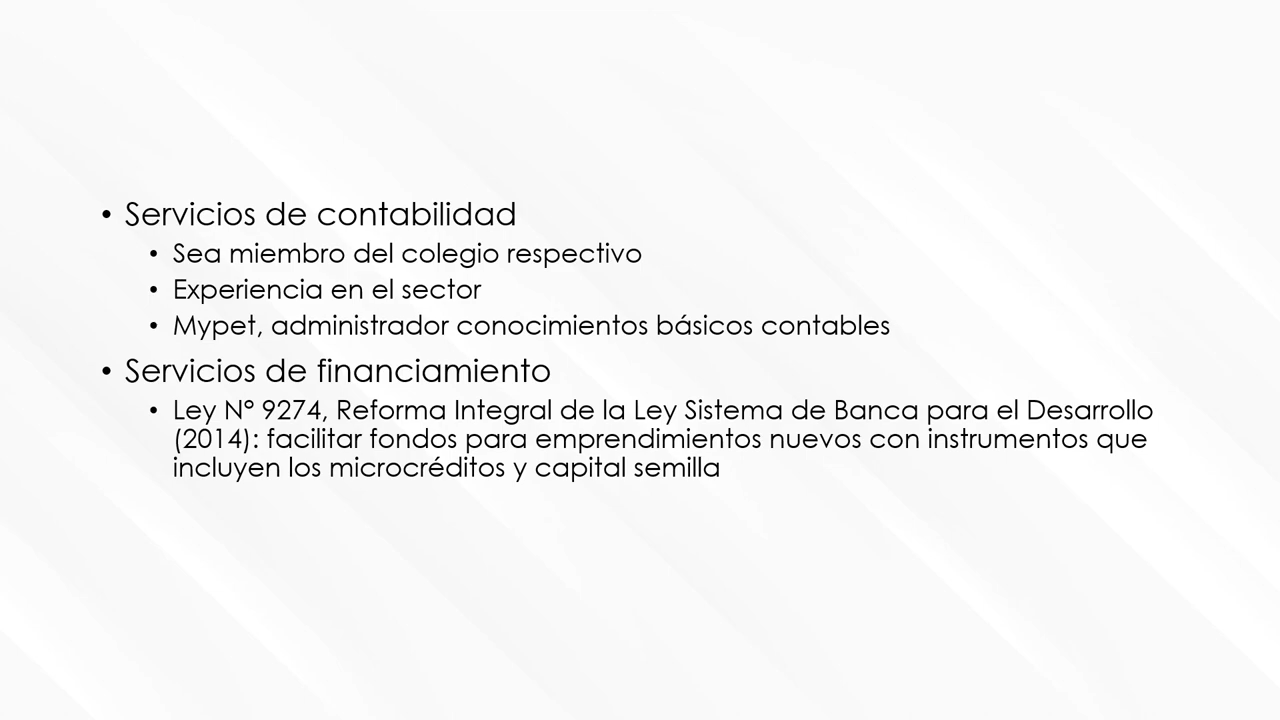 • Servicios de contabilidad
• Sea miembro del colegio respectivo
• Experiencia en el sector
• Mypet, administrador conocimientos básicos contables
• Servicios de financiamiento
• Ley N° 9274, Reforma Integral de la Ley Sistema de Banca para el Desarrollo
(2014): facilitar fondos para emprendimientos nuevos con instrumentos que
incluyen los microcréditos y capital semilla